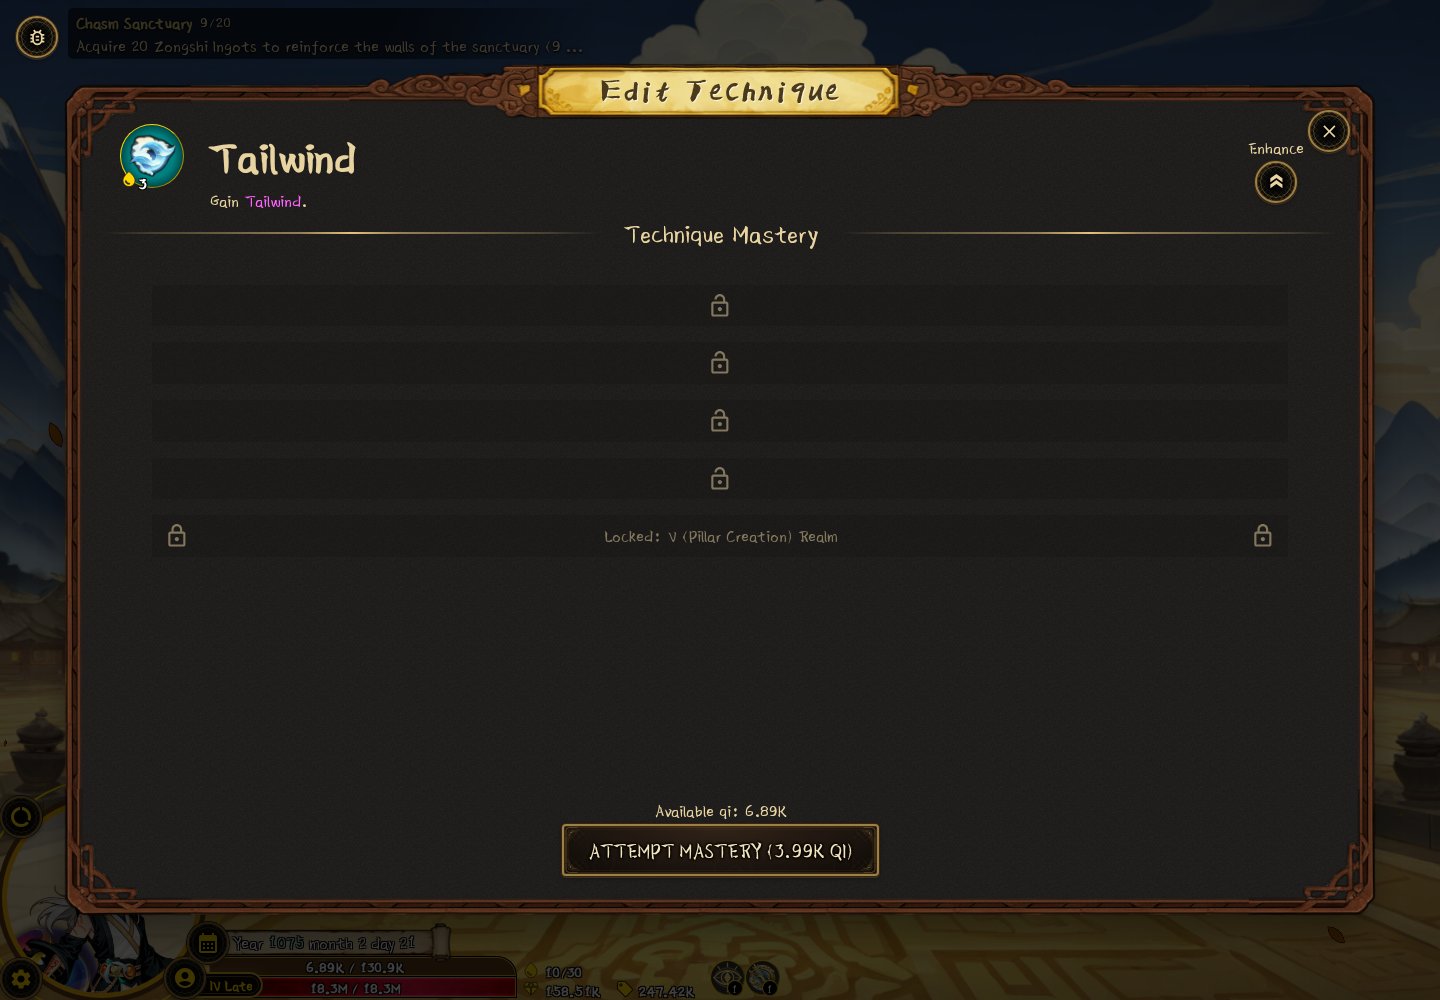 Chasm Sanctuary 9/20
Acquire 20 Zongshi Ingots to reinforce the walls of the sanctuary (9 ...
Edit Technique
Tailwind
3
Gain Tailwind.
Enhance
Technique Mastery
Locked: V (Pillar Creation) Realm
Available qi: 6.89K
ATTEMPT MASTERY (3.99K QI)
Year 1075 month 2 day 21
6.89K / 130.9K
10/30
IV Late
18.3M / 18.3M
158.51K
247.42K
1
1